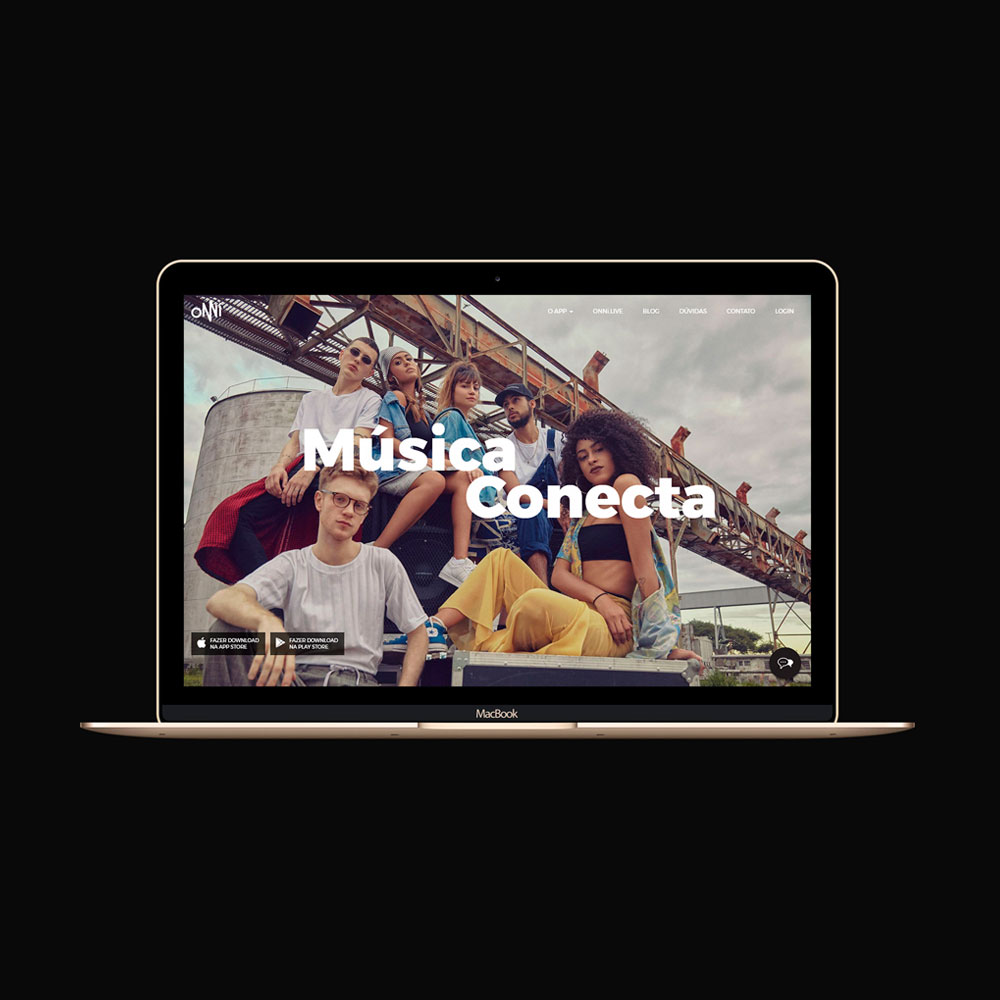 ONNi
O APP
ONNI.LIVE
BLOG
DÚVIDAS
CONTATO
LOGIN
Música
Conecta
FAZER DOWNLOAD
NA APP STORE
FAZER DOWNLOAD
NA PLAY STORE
MacBook